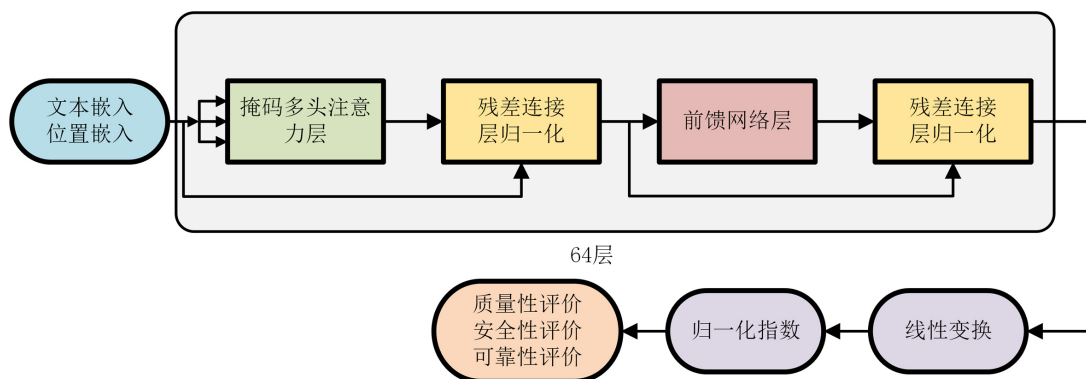 文本嵌入
位置嵌入
掩码多头注意
力层
残差连接
层归一化
前馈网络层
残差连接
层归一化
64层
质量性评价
安全性评价
可靠性评价
归一化指数
线性变换